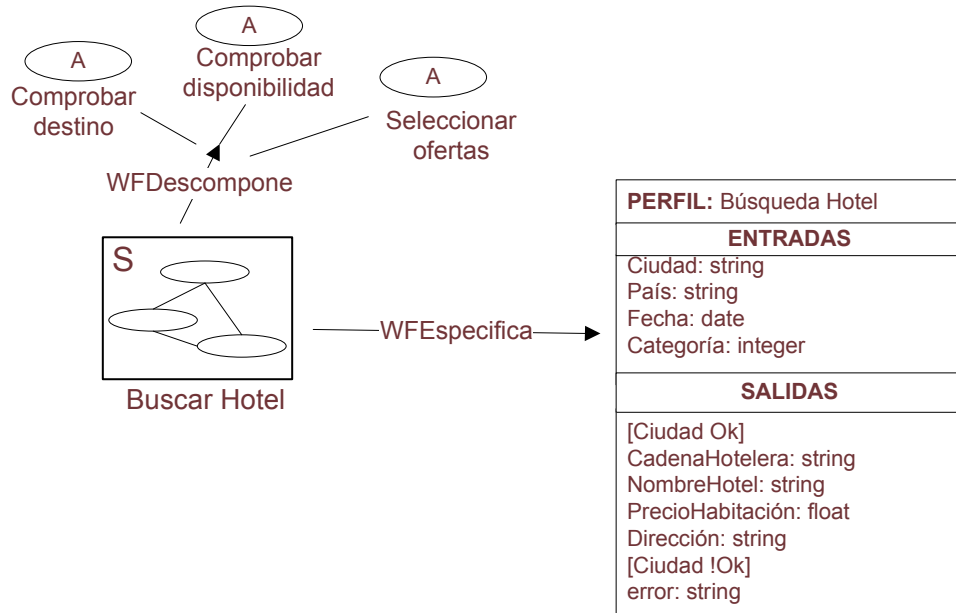 A
Comprobar
destino
A
Comprobar
disponibilidad
A
Seleccionar
ofertas
WFDescompone
S
Buscar Hotel
WFEspecifica
PERFIL: Búsqueda Hotel
ENTRADAS
Ciudad: string
País: string
Fecha: date
Categoría: integer
SALIDAS
[Ciudad Ok]
CadenaHotelera: string
NombreHotel: string
PrecioHabitación: float
Dirección: string
[Ciudad !Ok]
error: string